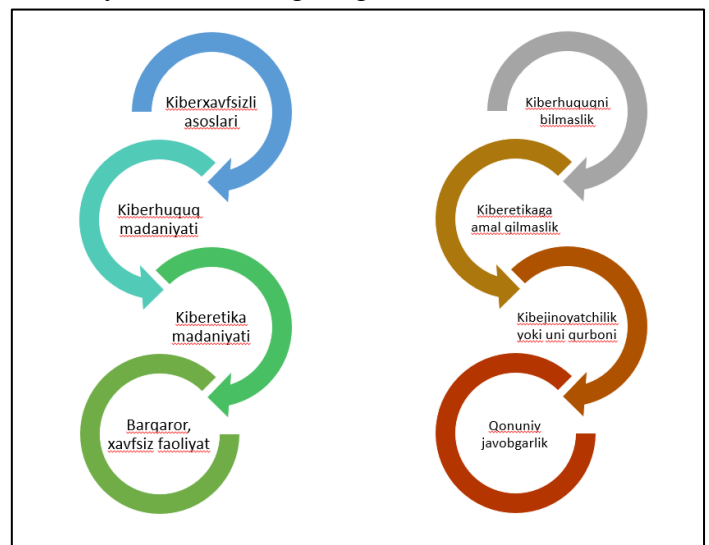 Kiberxavfsizli
asoslari
Kiberhuquq
madaniyati
Kiberetika
madaniyati
Barqaror,
xavfsiz faoliyat
Kiberhuquqni
bilmaslik
Kiberetikaga
amal qilmaslik
Kibejinoyatchilik
yoki uni qurboni
Qonuniv
javobgarlik